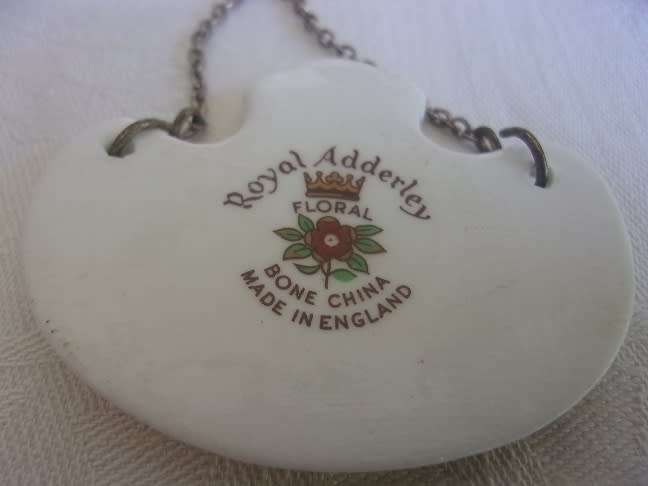 Royal Adderley
FLORAL
BONE CHINA
MADE IN ENGLAND